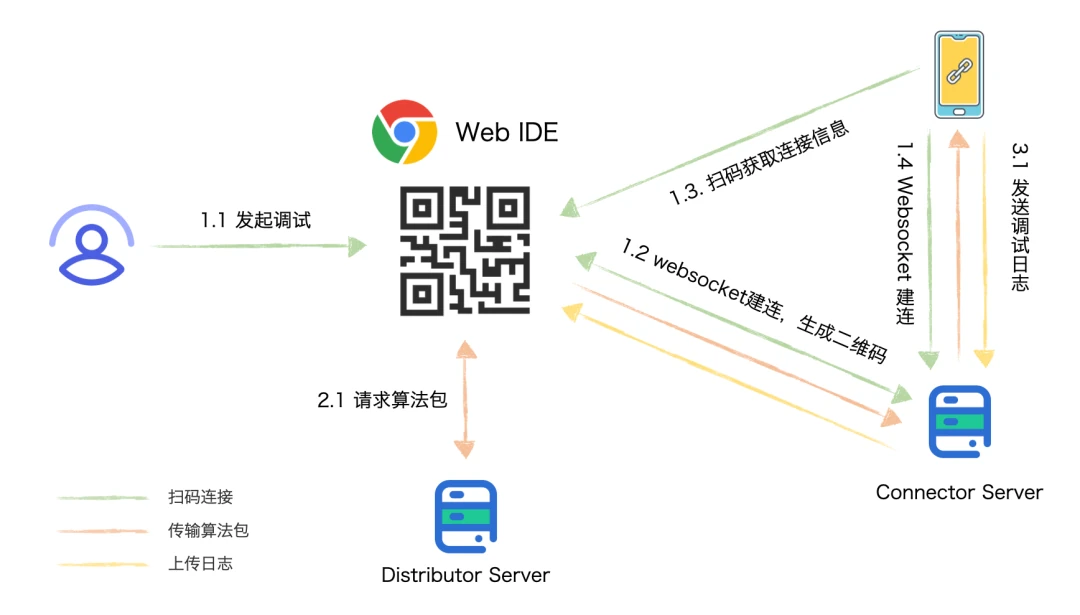 Web IDE
1.1 发起调试
1.3. 扫码获取连接信息
1.4 Websocket 建连
3.1 发送调试日志
1.2 websocket建连，生成二维码
2.1 请求算法包
Connector Server
扫码连接
传输算法包
上传日志
Distributor Server